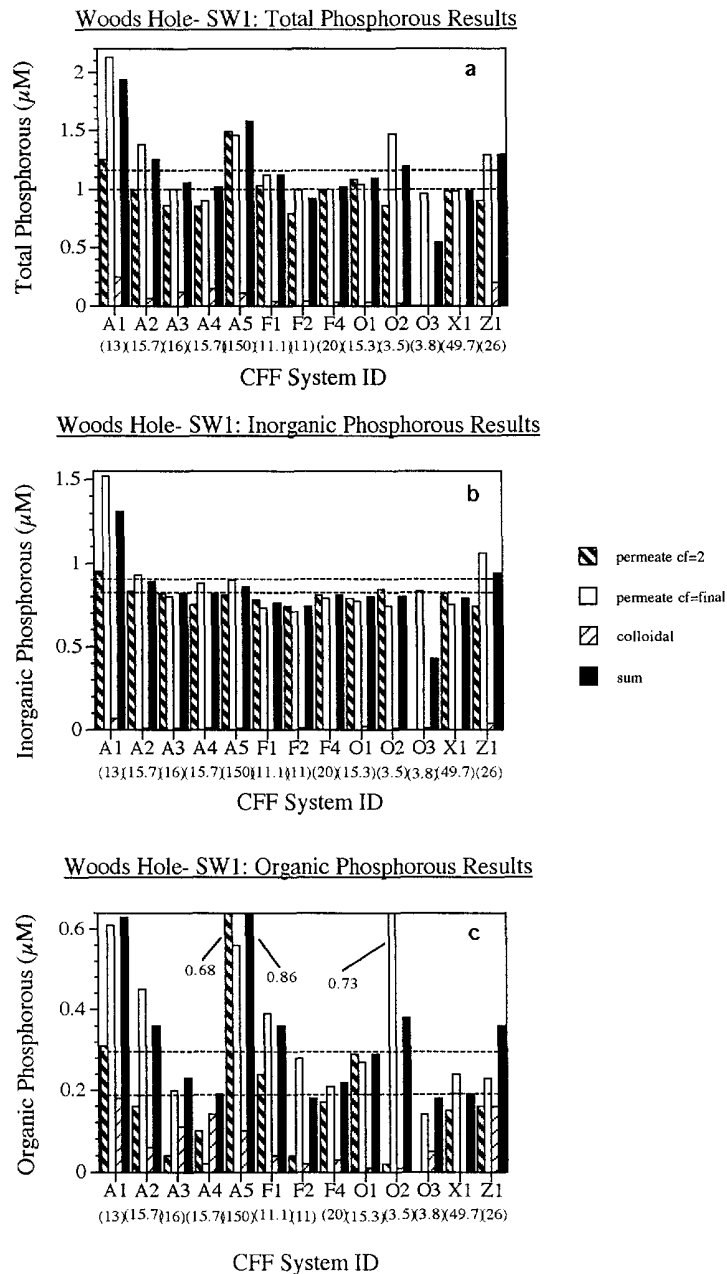 Woods Hole- SW1: Total Phosphorous Results
a
Total Phosphorous (µM)
2
1.5
1
0.5
0
A1 A2 A3 A4 A5 F1 F2 F4 O1 O2 O3 X1 Z1
(13) (15.7) (16) (15.7) (150) (11.1) (11) (20) (15.3) (3.5) (3.8) (49.7) (26)
CFF System ID
Woods Hole- SW1: Inorganic Phosphorous Results
b
Inorganic Phosphorous (µM)
1.5
1
0.5
0
A1 A2 A3 A4 A5 F1 F2 F4 O1 O2 O3 X1 Z1
(13) (15.7) (16) (15.7) (150) (11.1) (11) (20) (15.3) (3.5) (3.8) (49.7) (26)
CFF System ID
permeate cf=2
permeate cf=final
colloidal
sum
Woods Hole- SW1: Organic Phosphorous Results
c
Organic Phosphorous (µM)
0.6
0.4
0.2
0
0.68
0.86
0.73
A1 A2 A3 A4 A5 F1 F2 F4 O1 O2 O3 X1 Z1
(13) (15.7) (16) (15.7) (150) (11.1) (11) (20) (15.3) (3.5) (3.8) (49.7) (26)
CFF System ID